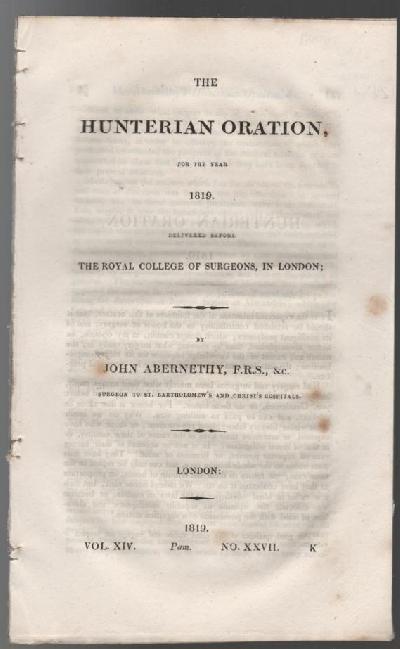 THE
HUNTERIAN ORATION,
FOR THE YEAR
1819.
DELIVERED BEFORE
THE ROYAL COLLEGE OF SURGEONS, IN LONDON;
BY
JOHN ABERNETHY, F.R.S., &c.
SURGEON TO ST. BARTHOLOMEW'S AND CHRIST'S HOSPITALS.
LONDON:
1819.
VOL. XIV. Pam. NO. XXVII. K